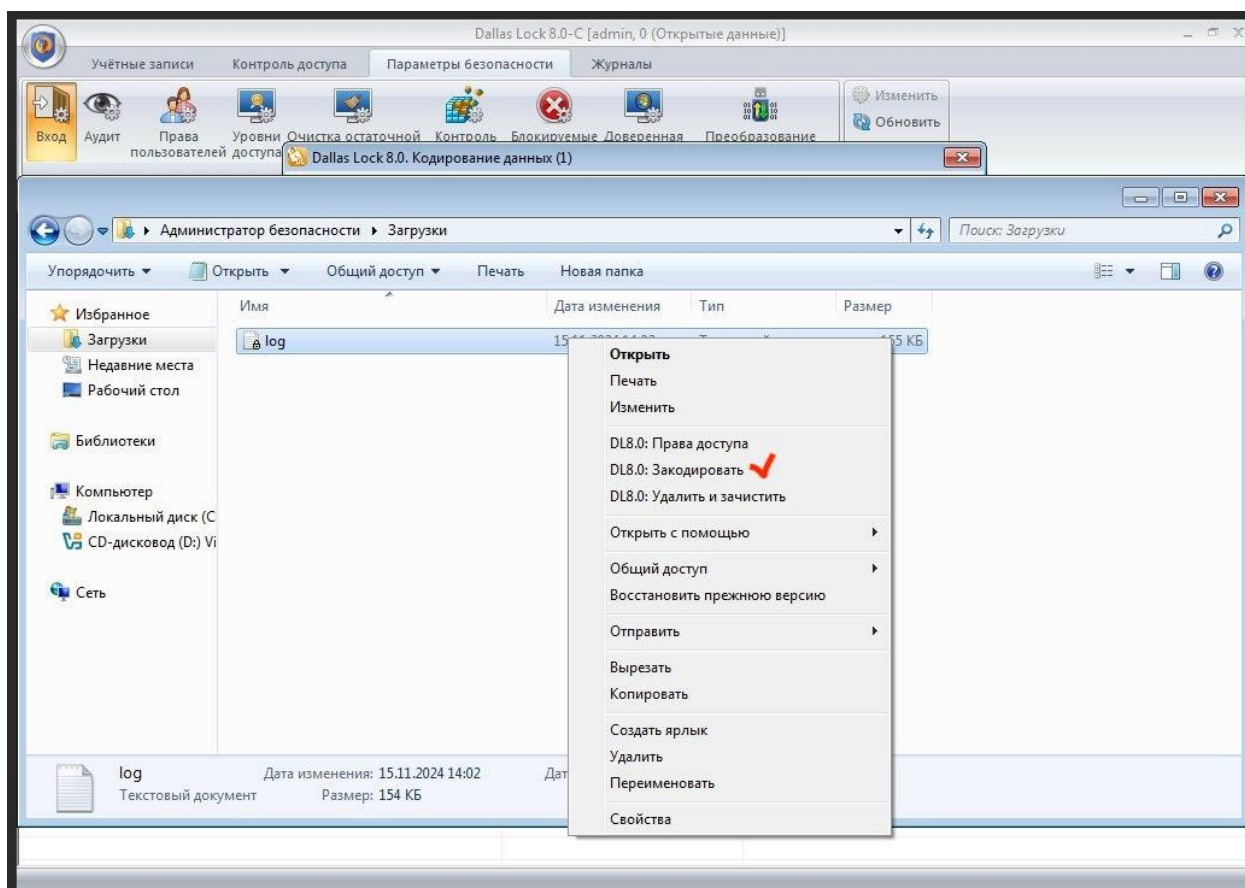 Dallas Lock 8.0-C [admin, 0 (Открытые данные)]
Учётные записи Контроль доступа Параметры безопасности Журналы
Вход Аудит Права пользователей Уровни доступа Очистка остаточной Контроль Блокируемые Доверенная Преобразование
Изменить
Обновить
Dallas Lock 8.0. Кодирование данных (1)
Администратор безопасности Загрузки
Поиск: Загрузки
Упорядочить Открыть Общий доступ Печать Новая папка
Имя Дата изменения Тип Размер
Избранное
Загрузки
Недавние места
Рабочий стол
Библиотеки
Компьютер
Локальный диск (C
CD-дисковод (D:) Vi
Сеть
log 155 КБ
Открыть
Печать
Изменить
DL8.0: Права доступа
DL8.0: Закодировать
DL8.0: Удалить и зачистить
Открыть с помощью
Общий доступ
Восстановить прежнюю версию
Отправить
Вырезать
Копировать
Создать ярлык
Удалить
Переименовать
Свойства
log Дата изменения: 15.11.2024 14:02
Текстовый документ Размер: 154 КБ